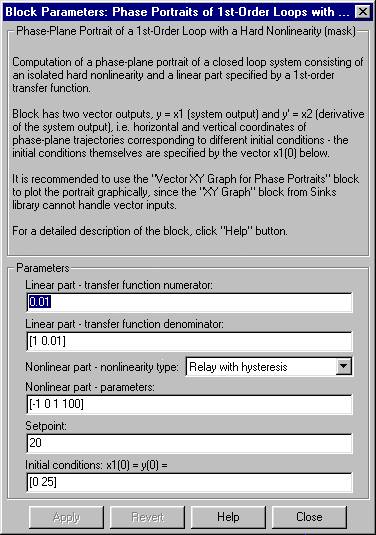 Block Parameters: Phase Portraits of 1st-Order Loops with ...
Phase-Plane Portrait of a 1st-Order Loop with a Hard Nonlinearity (mask)
Computation of a phase-plane portrait of a closed loop system consisting of
an isolated hard nonlinearity and a linear part specified by a 1st-order
transfer function.
Block has two vector outputs, y = x1 (system output) and y' = x2 (derivative
of the system output), i.e. horizontal and vertical coordinates of
phase-plane trajectories corresponding to different initial conditions - the
initial conditions themselves are specified by the vector x1(0) below.
It is recommended to use the "Vector XY Graph for Phase Portraits" block
to plot the portrait graphically, since the "XY Graph" block from Sinks
library cannot handle vector inputs.
For a detailed description of the block, click "Help" button.
Parameters
Linear part - transfer function numerator:
0.01
Linear part - transfer function denominator:
[1 0.01]
Nonlinear part - nonlinearity type: Relay with hysteresis
Nonlinear part - parameters:
[-1 0 1 100]
Setpoint:
20
Initial conditions: x1(0) = y(0) =
[0 25]
Apply Revert Help Close